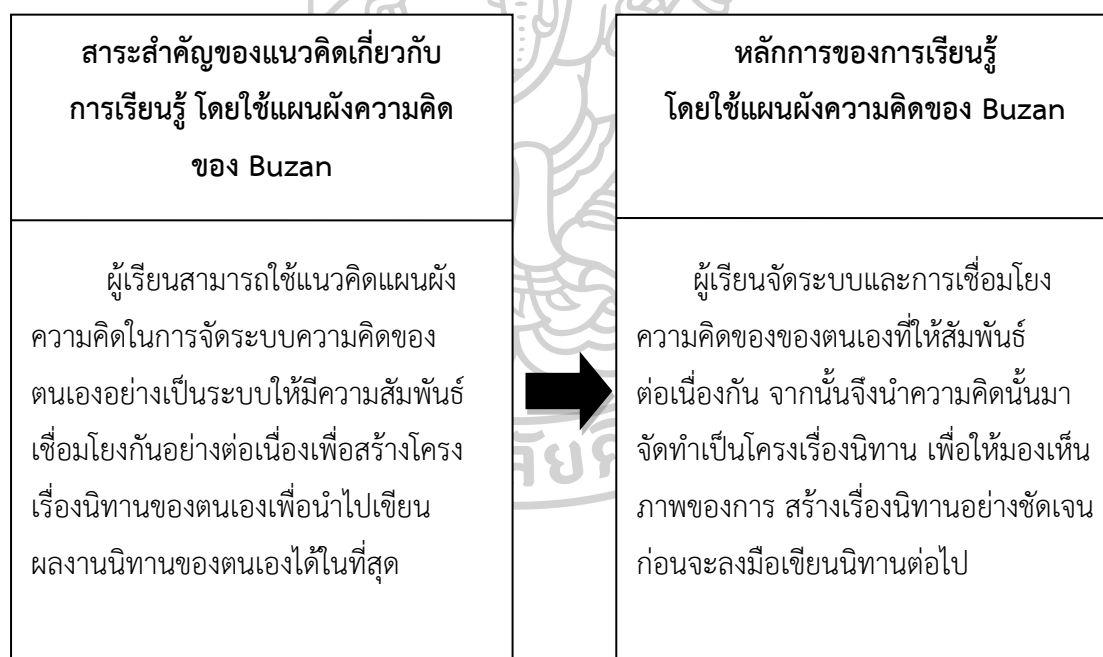 สาระสำคัญของแนวคิดเกี่ยวกับ
การเรียนรู้ โดยใช้แผนผังความคิด
ของ Buzan
หลักการของการเรียนรู้
โดยใช้แผนผังความคิดของ Buzan
ผู้เรียนสามารถใช้แนวคิดแผนผัง
ความคิดในการจัดระบบความคิดของ
ตนเองอย่างเป็นระบบให้มีความสัมพันธ์
เชื่อมโยงกันอย่างต่อเนื่องเพื่อสร้างโครง
เรื่องนิทานของตนเองเพื่อนำไปเขียน
ผลงานนิทานของตนเองได้ในที่สุด
ผู้เรียนจัดระบบและการเชื่อมโยง
ความคิดของของตนเองที่ให้สัมพันธ์
ต่อเนื่องกัน จากนั้นจึงนำความคิดนั้นมา
จัดทำเป็นโครงเรื่องนิทาน เพื่อให้มองเห็น
ภาพของการ สร้างเรื่องนิทานอย่างชัดเจน
ก่อนจะลงมือเขียนนิทานต่อไป